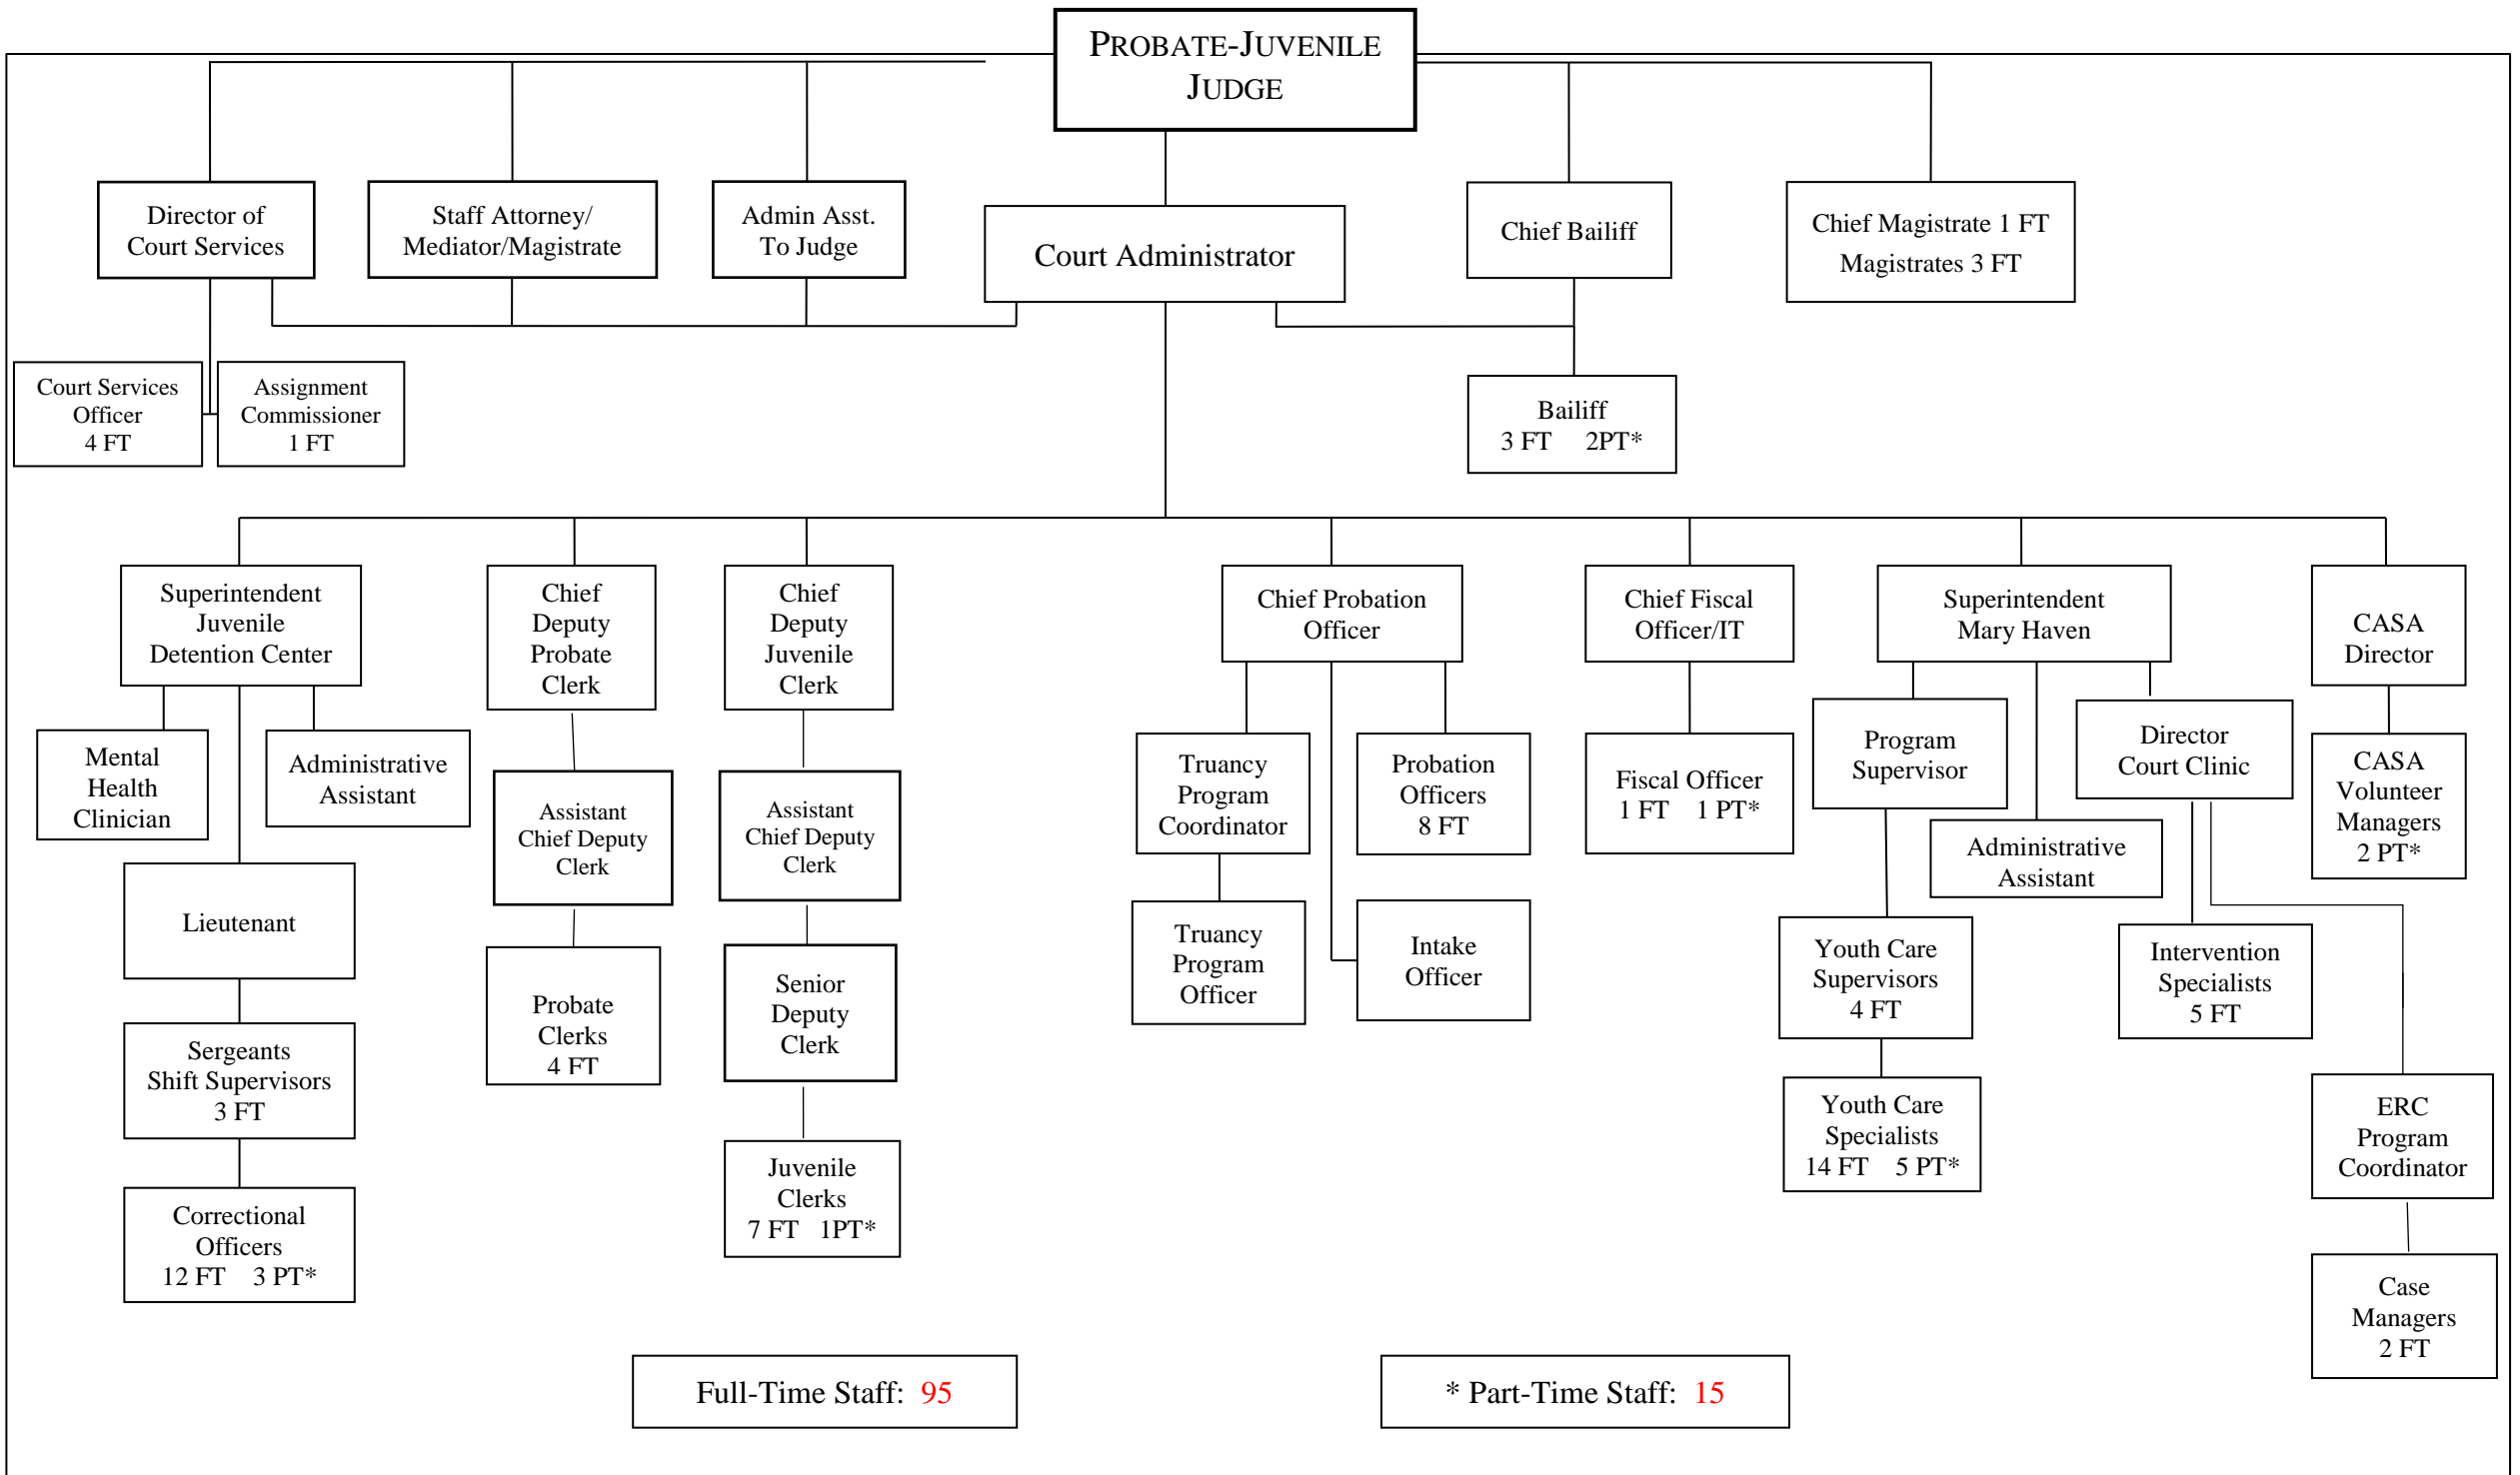 PROBATE-JUVENILE
JUDGE
Director of
Court Services
Staff Attorney/
Mediator/Magistrate
Admin Asst.
To Judge
Court Administrator
Chief Bailiff
Chief Magistrate 1 FT
Magistrates 3 FT
Court Services
Officer
4 FT
Assignment
Commissioner
1 FT
Bailiff
3 FT 2PT*
Superintendent
Juvenile
Detention Center
Chief
Deputy
Probate
Clerk
Chief
Deputy
Juvenile
Clerk
Chief Probation
Officer
Chief Fiscal
Officer/IT
Superintendent
Mary Haven
CASA
Director
Mental
Health
Clinician
Administrative
Assistant
Assistant
Chief Deputy
Clerk
Assistant
Chief Deputy
Clerk
Truancy
Program
Coordinator
Probation
Officers
8 FT
Fiscal Officer
1 FT 1 PT*
Program
Supervisor
Director
Court Clinic
CASA
Volunteer
Managers
2 PT*
Administrative
Assistant
Lieutenant
Probate
Clerks
4 FT
Senior
Deputy
Clerk
Truancy
Program
Officer
Intake
Officer
Youth Care
Supervisors
4 FT
Intervention
Specialists
5 FT
Sergeants
Shift Supervisors
3 FT
Juvenile
Clerks
7 FT 1PT*
Youth Care
Specialists
14 FT 5 PT*
ERC
Program
Coordinator
Correctional
Officers
12 FT 3 PT*
Case
Managers
2 FT
Full-Time Staff: 95
* Part-Time Staff: 15